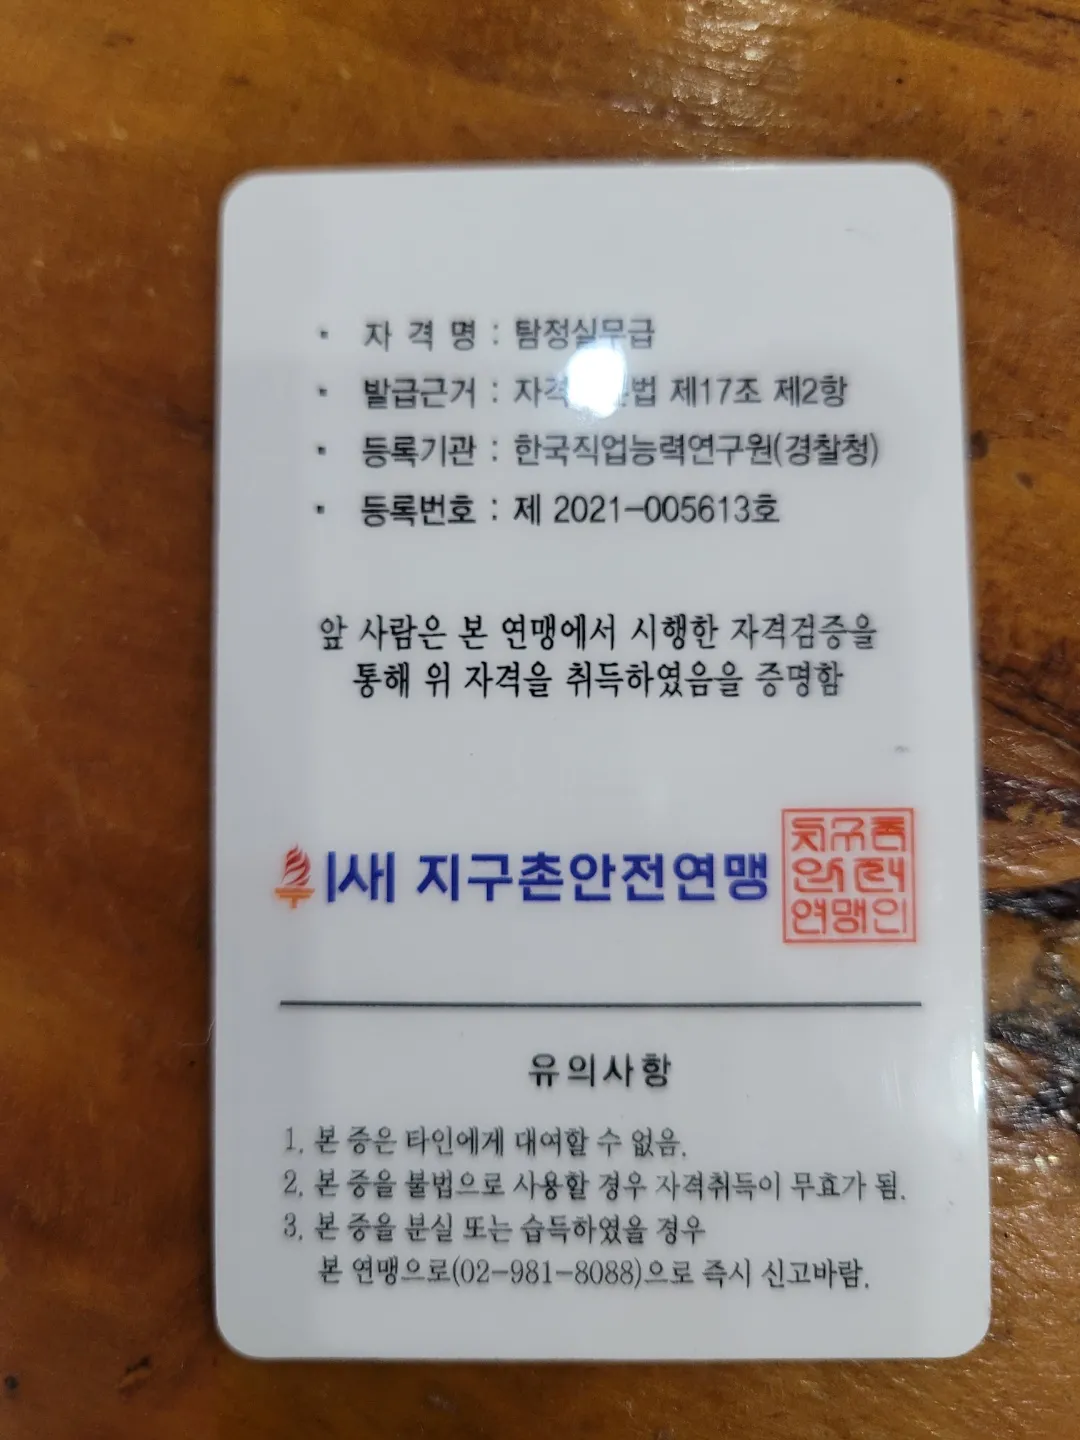 · 자 격 명 : 탐정실무급
· 발급근거 : 자격 법 제17조 제2항
· 등록기관 : 한국직업능력연구원(경찰청)
· 등록번호 : 제 2021-005613호
앞 사람은 본 연맹에서 시행한 자격검증을
통해 위 자격을 취득하였음을 증명함
|사| 지구촌안전연맹
지구촌
안전
연맹인
유의사항
1. 본 증은 타인에게 대여할 수 없음.
2. 본 증을 불법으로 사용할 경우 자격취득이 무효가 됨.
3. 본 증을 분실 또는 습득하였을 경우
본 연맹으로(02-981-8088)으로 즉시 신고바람.